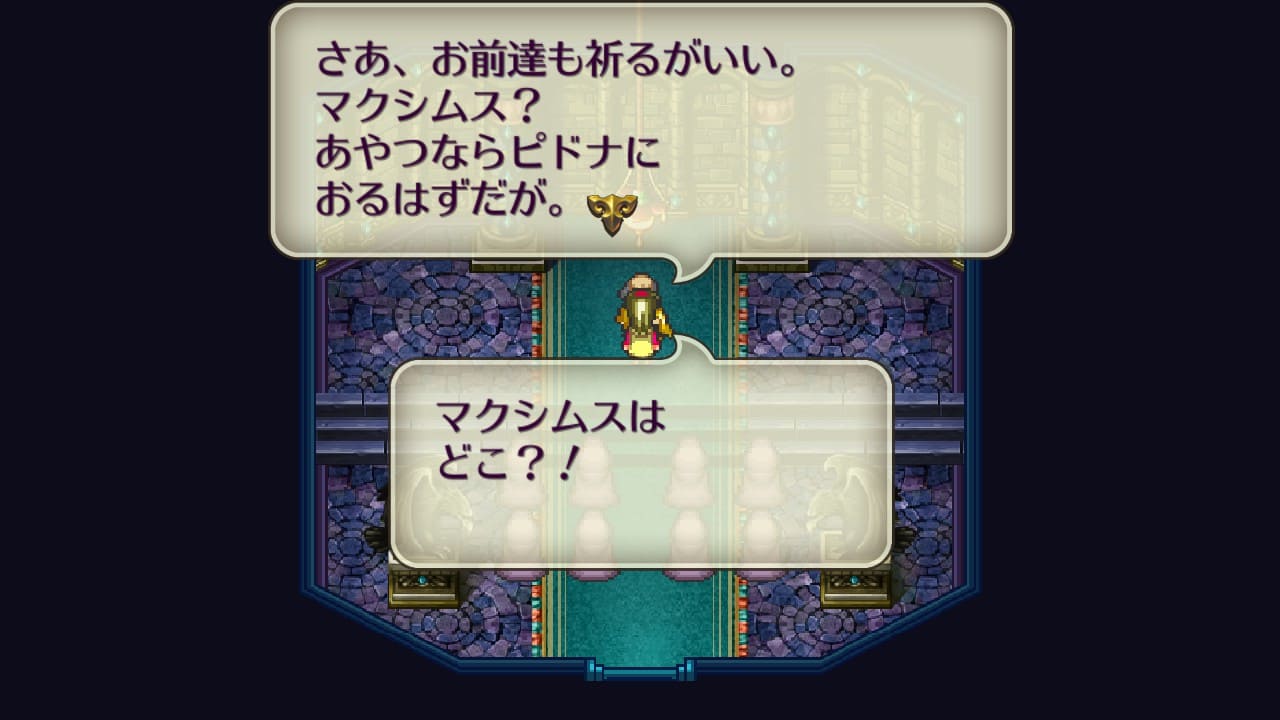 さあ、お前達も祈るがいい。
マクシムス？
あやつならピドナに
おるはずだが。
マクシムスは
どこ？！